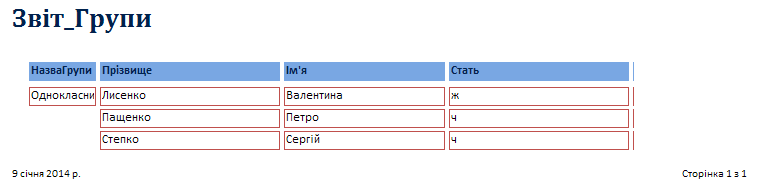 Звіт_Групи
НазваГрупи Прізвище Ім'я Стать
Однокласни Лисенко Валентина ж
Пащенко Петро ч
Степко Сергій ч
9 січня 2014 р. Сторінка 1 з 1